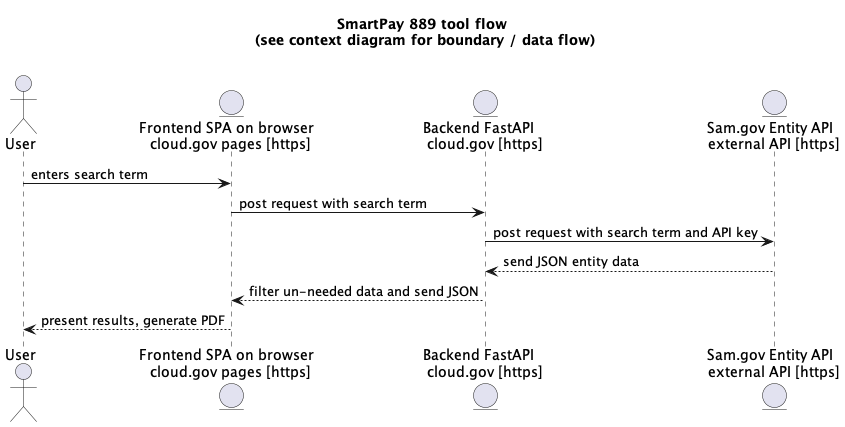 SmartPay 889 tool flow
(see context diagram for boundary / data flow)
User
Frontend SPA on browser
cloud.gov pages [https]
Backend FastAPI
cloud.gov [https]
Sam.gov Entity API
external API [https]
enters search term
post request with search term
post request with search term and API key
send JSON entity data
filter un-needed data and send JSON
present results, generate PDF
User
Frontend SPA on browser
cloud.gov pages [https]
Backend FastAPI
cloud.gov [https]
Sam.gov Entity API
external API [https]